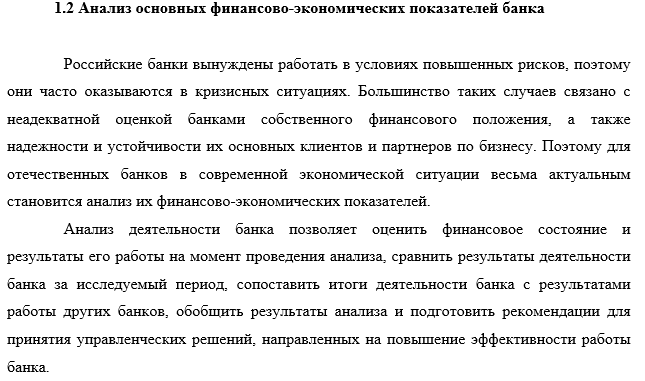 1.2 Анализ основных финансово-экономических показателей банка
Российские банки вынуждены работать в условиях повышенных рисков, поэтому
они часто оказываются в кризисных ситуациях. Большинство таких случаев связано с
неадекватной оценкой банками собственного финансового положения, а также
надежности и устойчивости их основных клиентов и партнеров по бизнесу. Поэтому для
отечественных банков в современной экономической ситуации весьма актуальным
становится анализ их финансово-экономических показателей.
Анализ деятельности банка позволяет оценить финансовое состояние и
результаты его работы на момент проведения анализа, сравнить результаты деятельности
банка за исследуемый период, сопоставить итоги деятельности банка с результатами
работы других банков, обобщить результаты анализа и подготовить рекомендации для
принятия управленческих решений, направленных на повышение эффективности работы
банка.